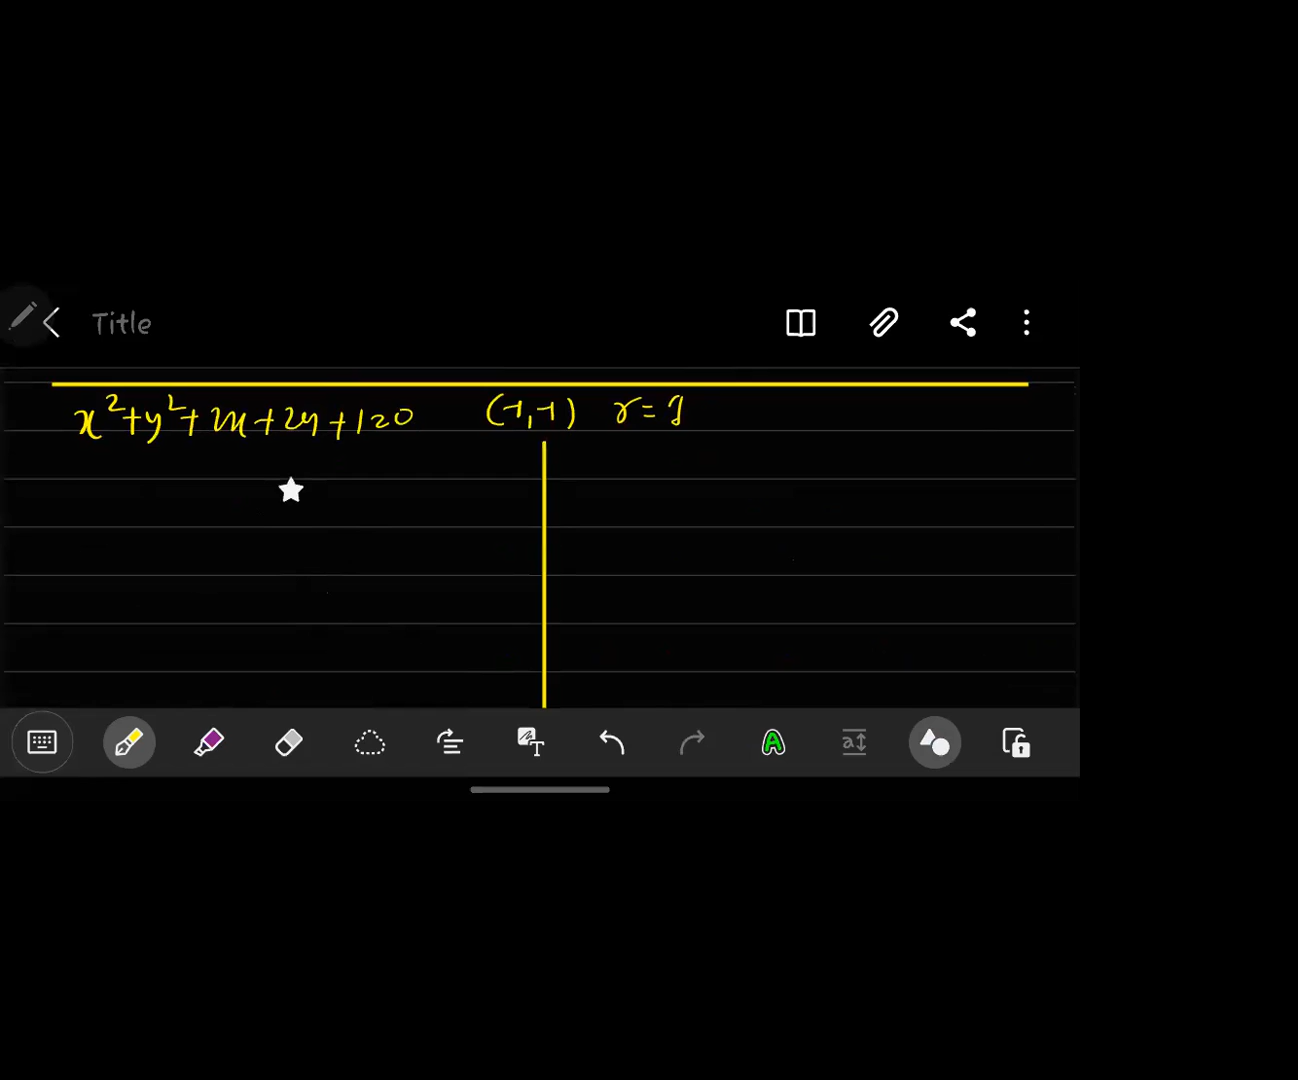 Title
x²+y²+2x+2y+1=0 (-1,-1) r=1